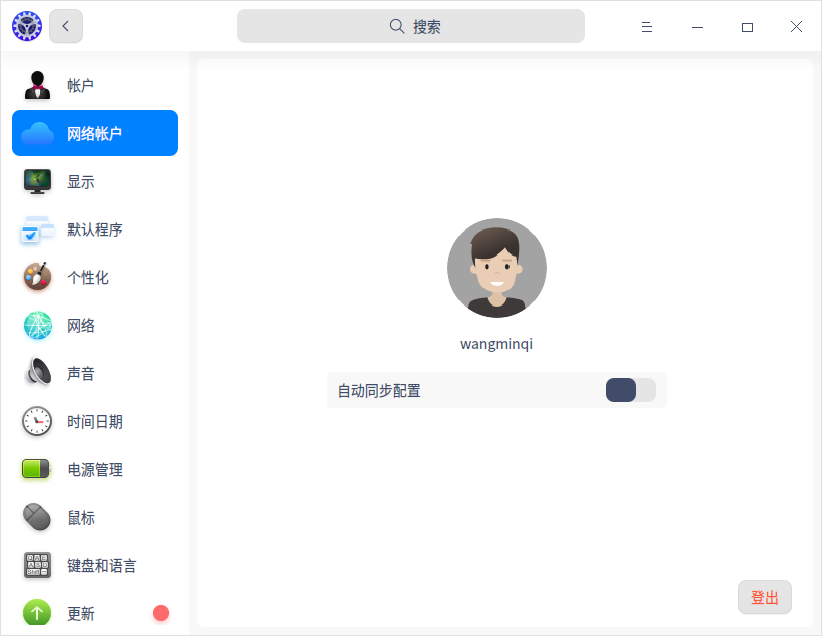 搜索
帐户
网络帐户
显示
默认程序
个性化
网络
声音
时间日期
电源管理
鼠标
键盘和语言
更新
wangminqi
自动同步配置
登出